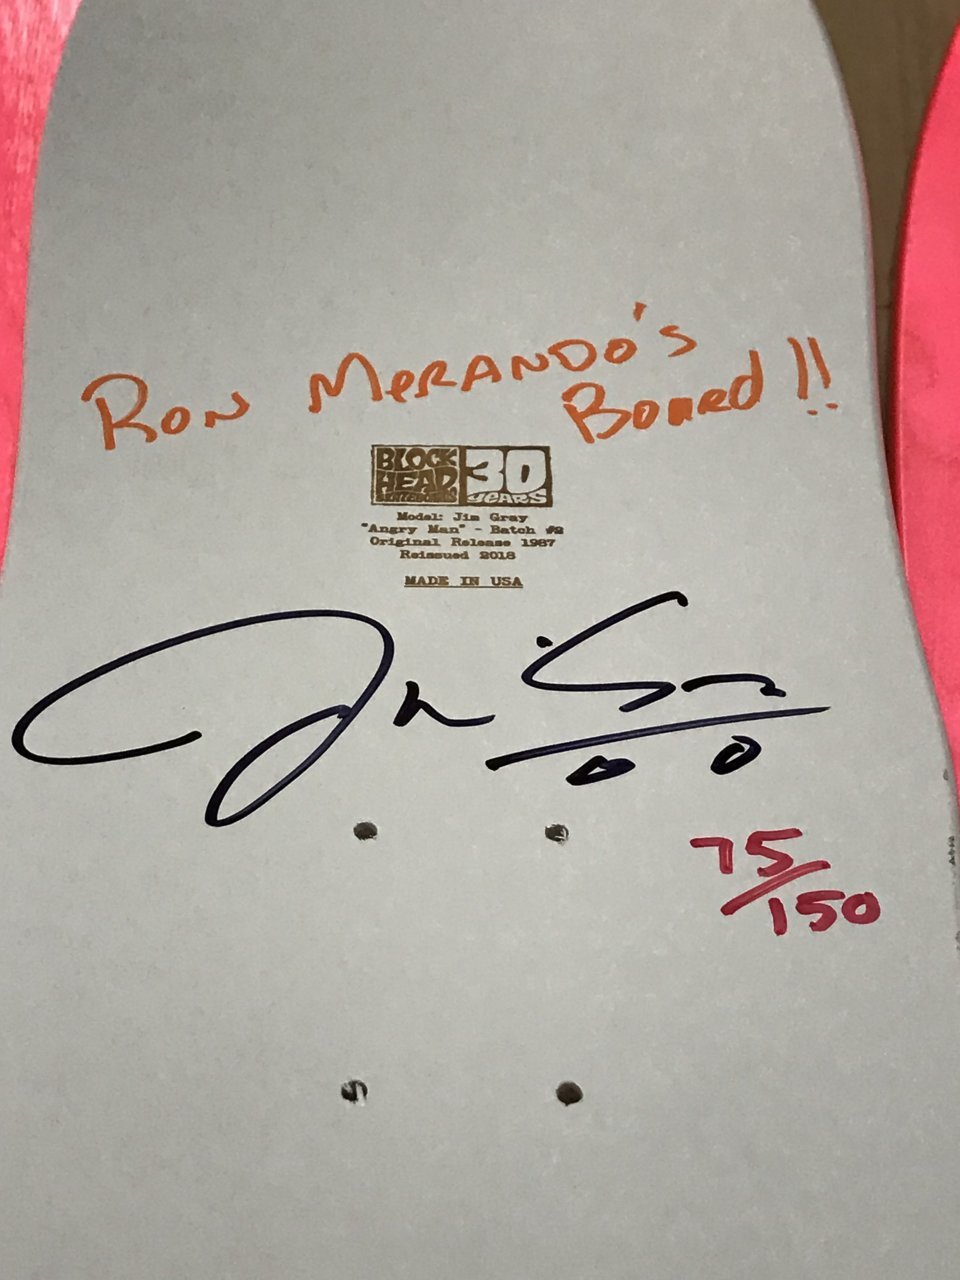 RON MERANDO'S
BOARD!!
BLOCK
HEAD
30
YEARS
Model: Jim Gray
"Angry Man" - Batch #2
Original Release 1987
Reissued 2018
MADE IN USA
75/150